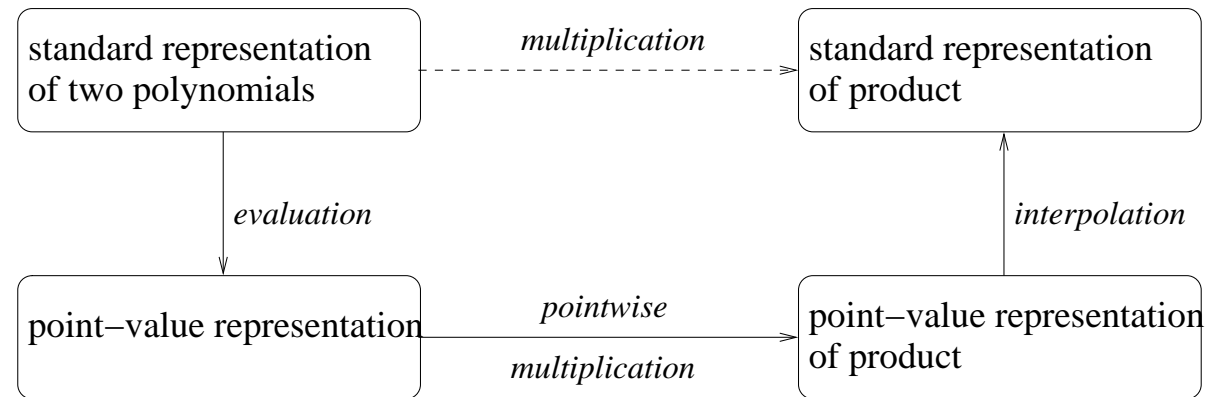 standard representation
of two polynomials
multiplication
standard representation
of product
evaluation
interpolation
point−value representation
pointwise
multiplication
point−value representation
of product